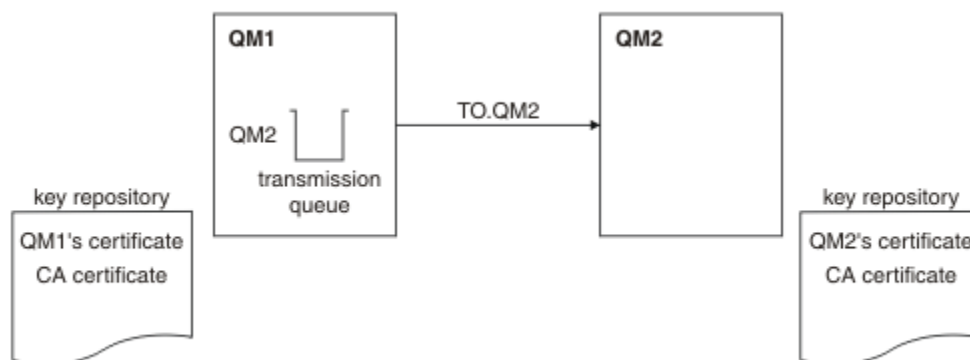 QM1
QM2
TO.QM2
QM2
transmission
queue
key repository
QM1's certificate
CA certificate
key repository
QM2's certificate
CA certificate